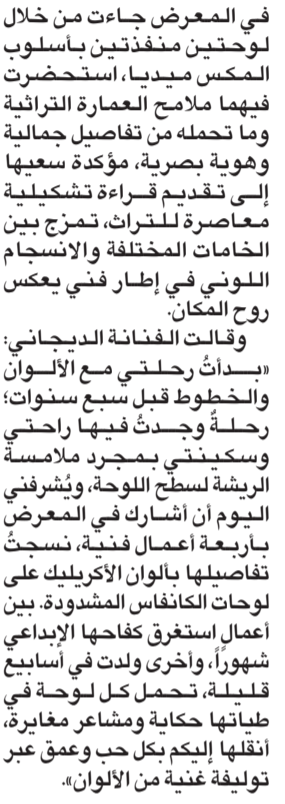 في المعرض جاءت من خلال
لوحتين منفذتين بأسلوب
المكس ميديا، استحضرت
فيهما ملامح العمارة التراثية
وما تحمله من تفاصيل جمالية
وهوية بصرية، مؤكدة سعيها
إلى تقديم قراءة تشكيلية
معاصرة للتراث، تمزج بين
الخامات المختلفة والانسجام
اللوني في إطار فني يعكس
روح المكان.
وقالت الفنانة الديجاني:
«بدأتُ رحلتي مع الألوان
والخطوط قبل سبع سنوات؛
رحلةٌ وجدتُ فيها راحتي
وسكينتي بمجرد ملامسة
الريشة لسطح اللوحة، ويُشرفني
اليوم أن أشارك في المعرض
بأربعة أعمال فنية، نسجتُ
تفاصيلها بألوان الأكريليك على
لوحات الكانفاس المشدودة. بين
أعمال استغرق كفاحها الإبداعي
شهوراً، وأخرى ولدت في أسابيع
قليلة، تحمل كل لوحة في
طياتها حكاية ومشاعر مغايرة،
أنقلها إليكم بكل حب وعمق عبر
توليفة غنية من الألوان».